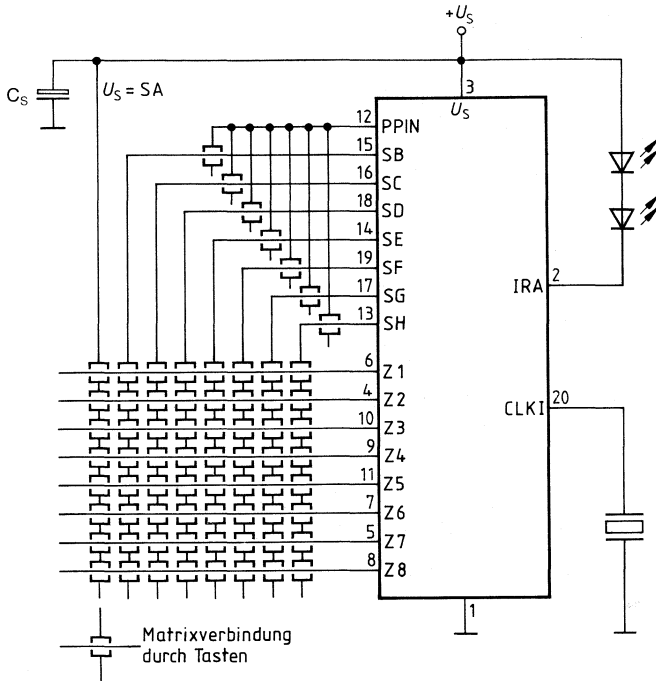 +U_S
C_S
U_S = SA
3
U_S
12
PPIN
15
SB
16
SC
18
SD
14
SE
19
SF
17
SG
13
SH
2
IRA
6
Z1
4
Z2
10
Z3
9
Z4
11
Z5
7
Z6
5
Z7
8
Z8
CLKI
20
1
Matrixverbindung
durch Tasten